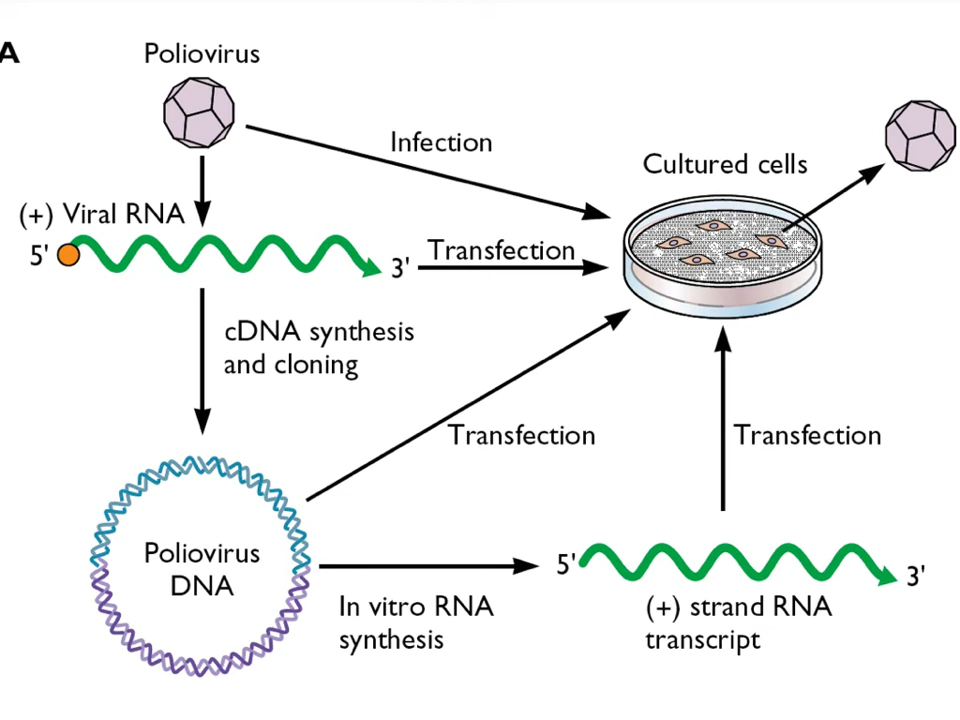 A
Poliovirus
Infection
Cultured cells
(+) Viral RNA
5'
3'
Transfection
cDNA synthesis
and cloning
Transfection
Transfection
Poliovirus
DNA
5'
3'
In vitro RNA
synthesis
(+) strand RNA
transcript